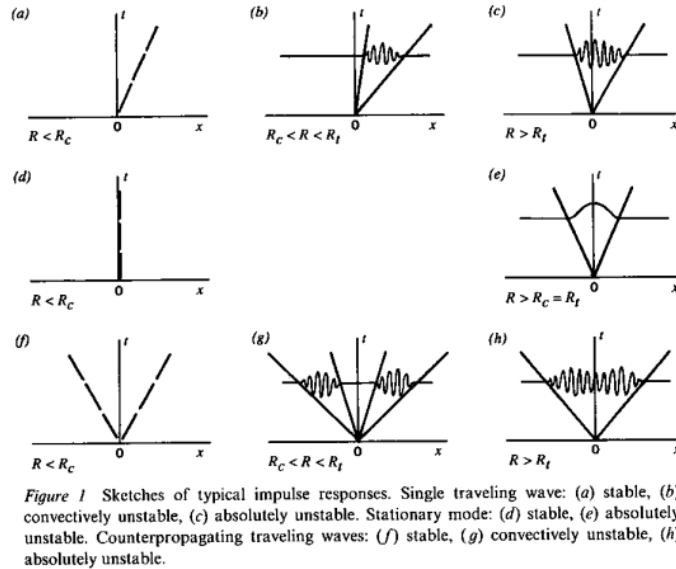 (a) t (b) t (c) t
0 x 0 x 0 x
R < R_c R_c < R < R_t R > R_t
(d) t (e) t
0 x 0 x
R < R_c R > R_c = R_t
(f) t (g) t (h) t
0 x 0 x 0 x
R < R_c R_c < R < R_t R > R_t
Figure 1 Sketches of typical impulse responses. Single traveling wave: (a) stable, (b)
convectively unstable, (c) absolutely unstable. Stationary mode: (d) stable, (e) absolutely
unstable. Counterpropagating traveling waves: (f) stable, (g) convectively unstable, (h)
absolutely unstable.